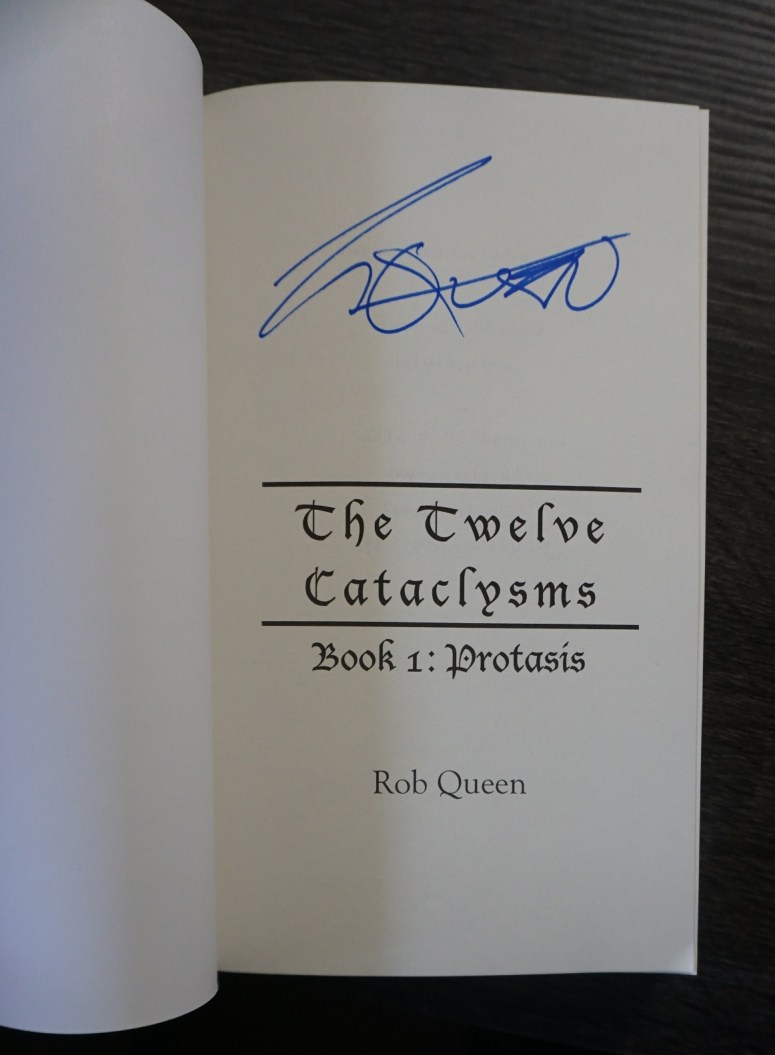 The Twelve
Cataclysms
Book 1: Protasis
Rob Queen